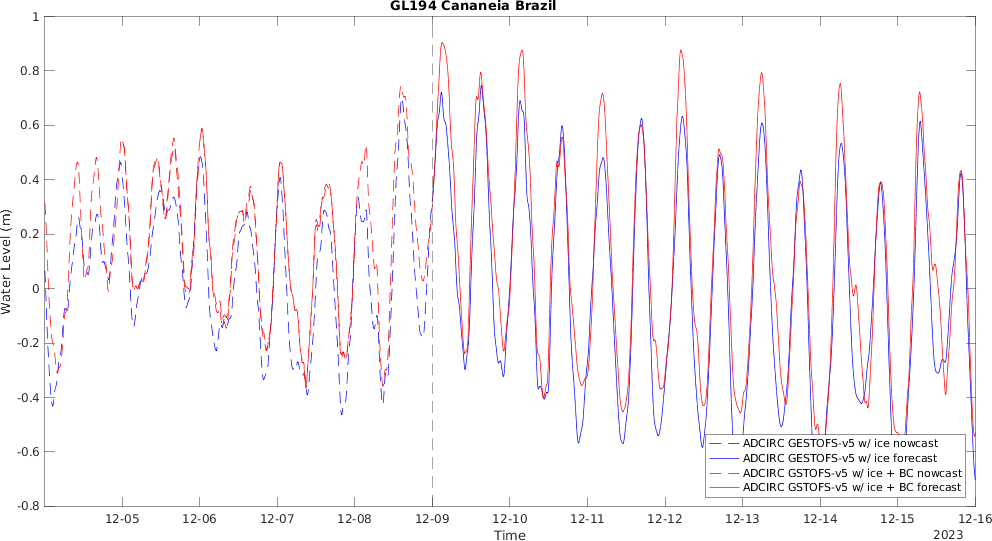 GL194 Cananeia Brazil
1
0.8
0.6
0.4
0.2
0
-0.2
-0.4
-0.6
-0.8
Water Level (m)
ADCIRC GESTOFS-v5 w/ ice nowcast
ADCIRC GESTOFS-v5 w/ ice forecast
ADCIRC GSTOFS-v5 w/ ice + BC nowcast
ADCIRC GSTOFS-v5 w/ ice + BC forecast
12-05 12-06 12-07 12-08 12-09 12-10 12-11 12-12 12-13 12-14 12-15 12-16
Time
2023